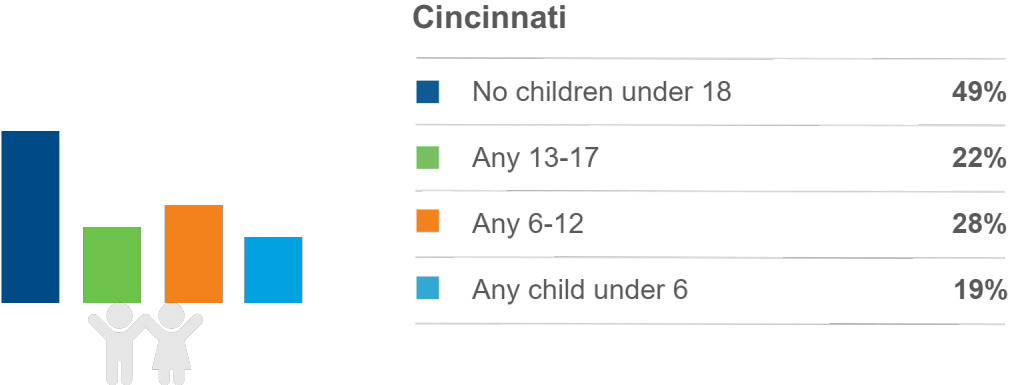 Cincinnati
No children under 18 49%
Any 13-17 22%
Any 6-12 28%
Any child under 6 19%